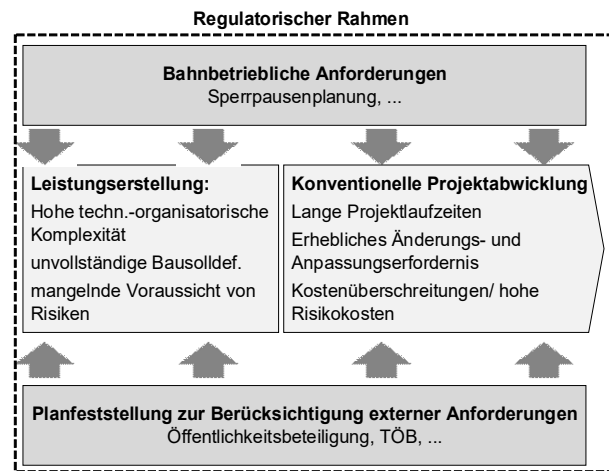 Regulatorischer Rahmen
Bahnbetriebliche Anforderungen
Sperrpausenplanung, ...
Leistungserstellung:
Hohe techn.-organisatorische
Komplexität
unvollständige Bausolldef.
mangelnde Voraussicht von
Risiken
Konventionelle Projektabwicklung
Lange Projektlaufzeiten
Erhebliches Änderungs- und
Anpassungserfordernis
Kostenüberschreitungen/ hohe
Risikokosten
Planfeststellung zur Berücksichtigung externer Anforderungen
Öffentlichkeitsbeteiligung, TÖB, ...